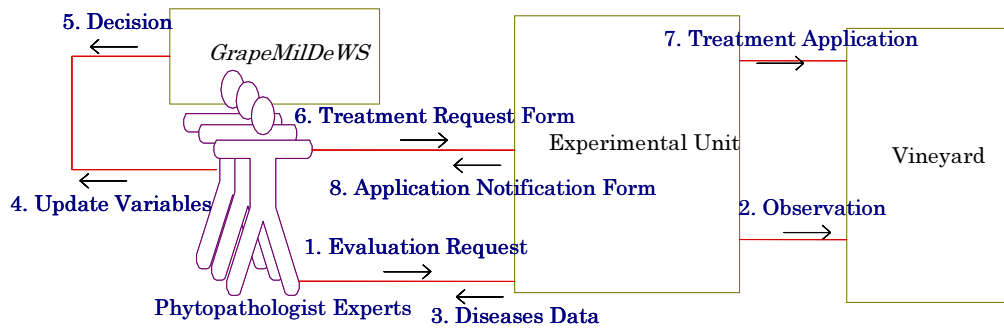 5. Decision
GrapeMilDeWS
7. Treatment Application
6. Treatment Request Form
Experimental Unit
Vineyard
8. Application Notification Form
4. Update Variables
2. Observation
1. Evaluation Request
Phytopathologist Experts
3. Diseases Data